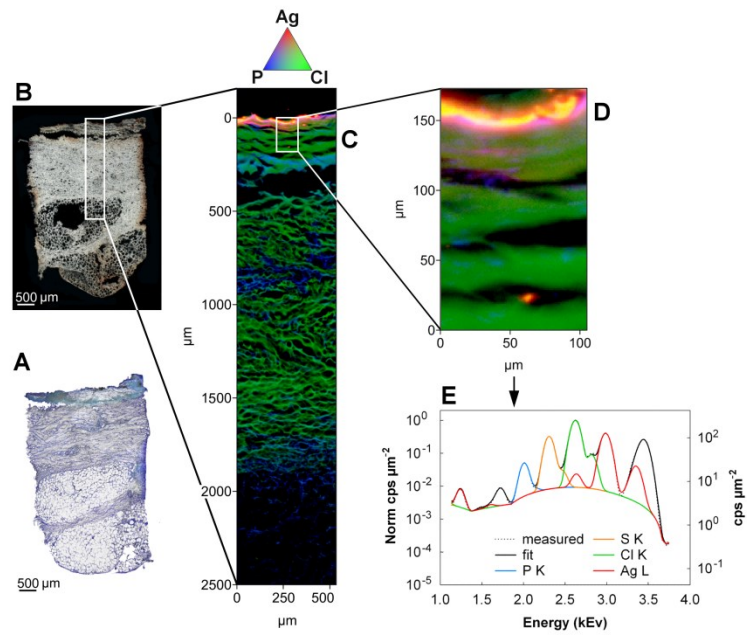 Ag
P Cl
B
500 µm
A
500 µm
C
0
500
1000
1500
2000
2500
µm
0 250 500
µm
D
150
100
50
0
µm
0 50 100
µm
E
10⁰
10⁻¹
10⁻²
10⁻³
10⁻⁴
10⁻⁵
Norm cps µm⁻²
10²
10¹
10⁰
10⁻¹
cps µm⁻²
measured
fit
P K
S K
Cl K
Ag L
1.0 1.5 2.0 2.5 3.0 3.5 4.0
Energy (kEv)